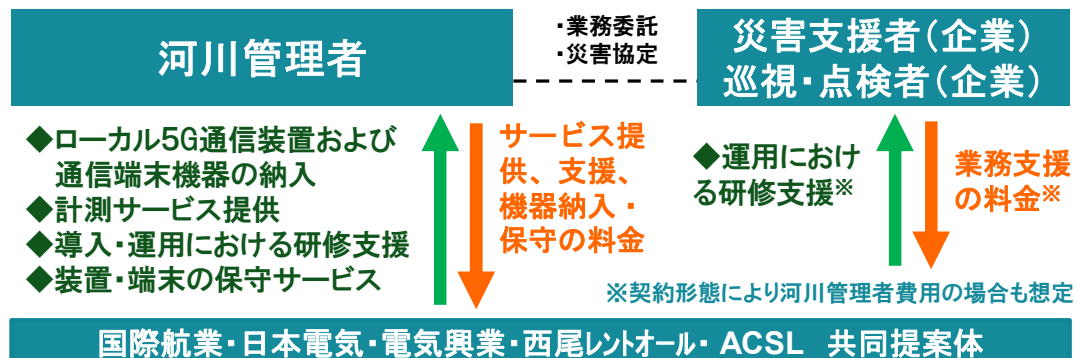 河川管理者
・業務委託
・災害協定
災害支援者(企業)
巡視・点検者(企業)
◆ローカル5G通信装置および
通信端末機器の納入
◆計測サービス提供
◆導入・運用における研修支援
◆装置・端末の保守サービス
サービス提
供、支援、
機器納入・
保守の料金
◆運用におけ
る研修支援※
業務支援
の料金※
※契約形態により河川管理者費用の場合も想定
国際航業・日本電気・電気興業・西尾レントオール・ ACSL 共同提案体